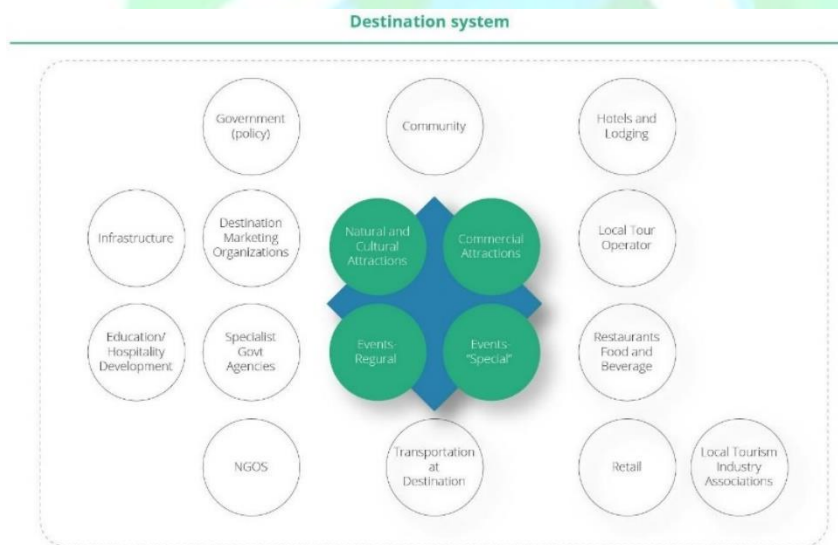 Destination system
Government
(policy)
Community
Hotels and
Lodging
Infrastructure
Destination
Marketing
Organizations
Natural and
Cultural
Attractions
Commercial
Attractions
Local Tour
Operator
Education/
Hospitality
Development
Specialist
Govt
Agencies
Events-
Regural
Events-
"Special"
Restaurants
Food and
Beverage
NGOS
Transportation
at
Destination
Retail
Local Tourism
Industry
Associations